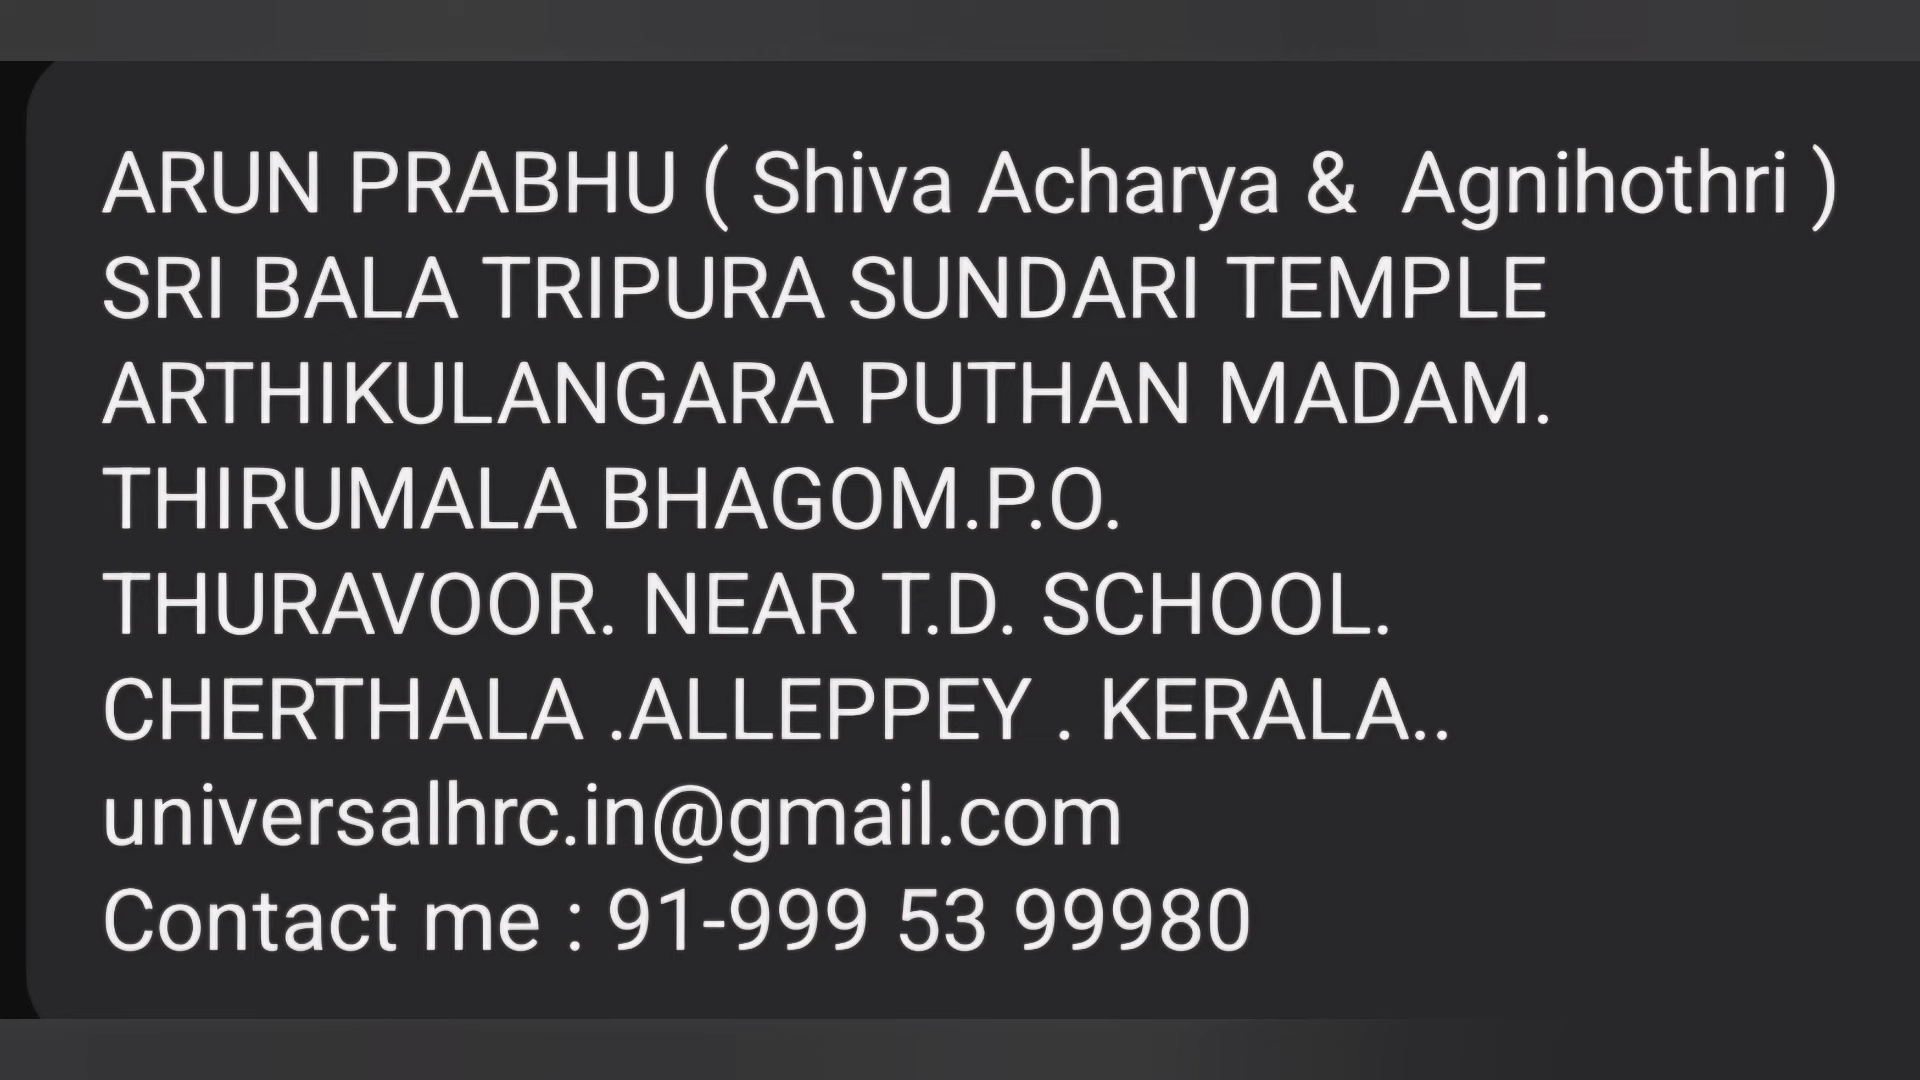 ARUN PRABHU ( Shiva Acharya &  Agnihothri )
SRI BALA TRIPURA SUNDARI TEMPLE
ARTHIKULANGARA PUTHAN MADAM.
THIRUMALA BHAGOM.P.O.
THURAVOOR. NEAR T.D. SCHOOL.
CHERTHALA .ALLEPPEY . KERALA..
universalhrc.in@gmail.com
Contact me : 91-999 53 99980